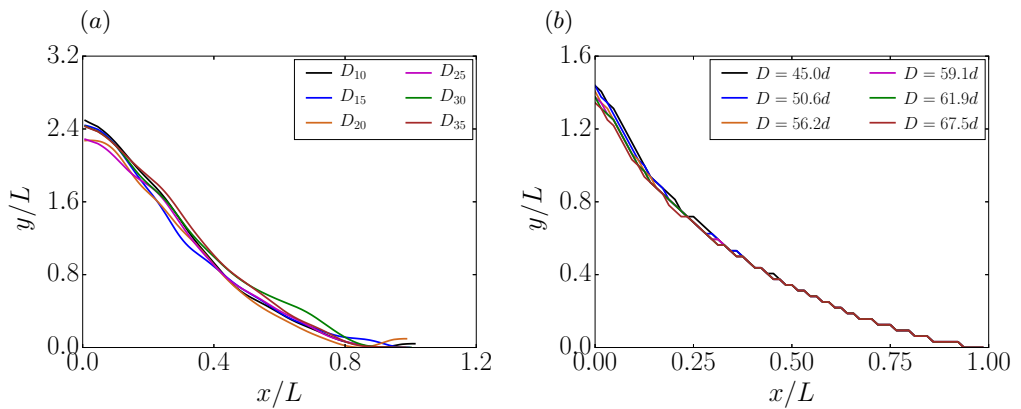 (a)
(b)
3.2
2.4
1.6
0.8
0.0
y/L
D10 D25
D15 D30
D20 D35
0.0 0.4 0.8 1.2
x/L
1.6
1.2
0.8
0.4
0.0
y/L
D = 45.0d D = 59.1d
D = 50.6d D = 61.9d
D = 56.2d D = 67.5d
0.00 0.25 0.50 0.75 1.00
x/L